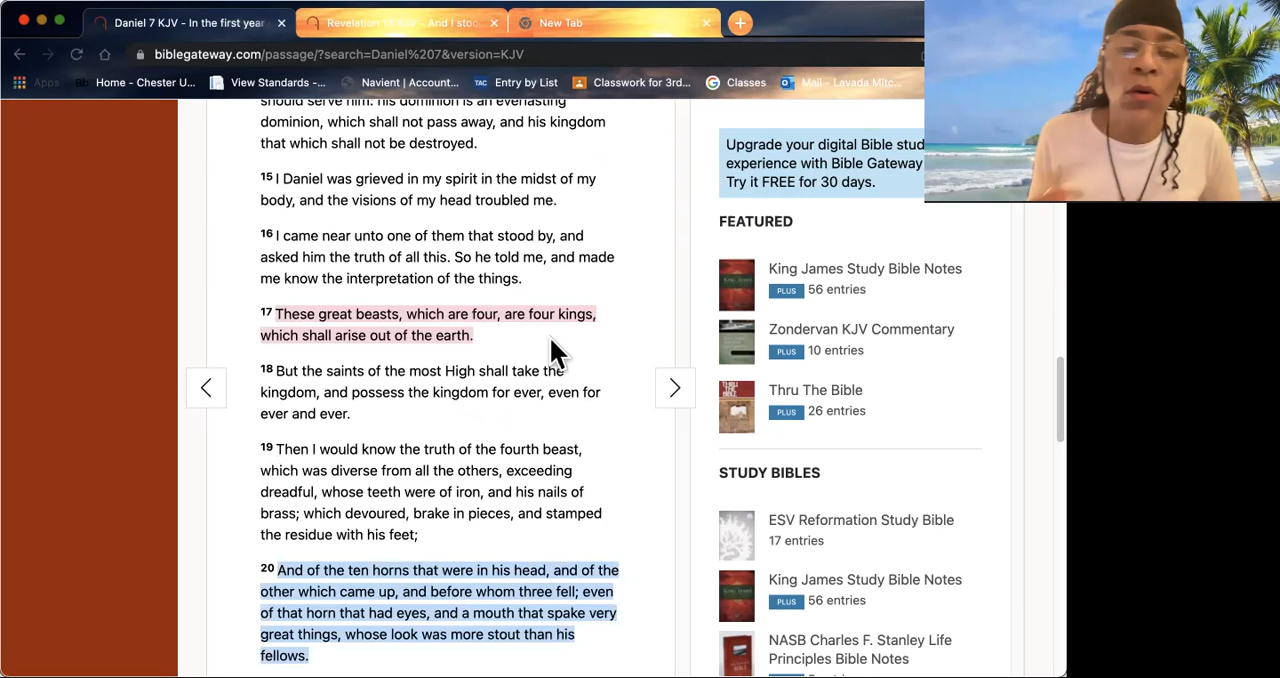 Daniel 7 KJV - In the first year
Revelation
KJV - And I stoo
New Tab
biblegateway.com/passage/?search=Daniel%207&version=KJV
Apps
Home - Chester U...
View Standards -...
Navient | Account...
TAC
Entry by List
Classwork for 3rd...
Classes
Mail - Lavada Mitc...
should serve him: his dominion is an everlasting
dominion, which shall not pass away, and his kingdom
that which shall not be destroyed.
15 I Daniel was grieved in my spirit in the midst of my
body, and the visions of my head troubled me.
16 I came near unto one of them that stood by, and
asked him the truth of all this. So he told me, and made
me know the interpretation of the things.
17 These great beasts, which are four, are four kings,
which shall arise out of the earth.
18 But the saints of the most High shall take the
kingdom, and possess the kingdom for ever, even for
ever and ever.
19 Then I would know the truth of the fourth beast,
which was diverse from all the others, exceeding
dreadful, whose teeth were of iron, and his nails of
brass; which devoured, brake in pieces, and stamped
the residue with his feet;
20 And of the ten horns that were in his head, and of the
other which came up, and before whom three fell; even
of that horn that had eyes, and a mouth that spake very
great things, whose look was more stout than his
fellows.
Upgrade your digital Bible stud
experience with Bible Gateway
Try it FREE for 30 days.
FEATURED
King James Study Bible Notes
PLUS 56 entries
Zondervan KJV Commentary
PLUS 10 entries
Thru The Bible
PLUS 26 entries
STUDY BIBLES
ESV Reformation Study Bible
17 entries
King James Study Bible Notes
PLUS 56 entries
NASB Charles F. Stanley Life
Principles Bible Notes